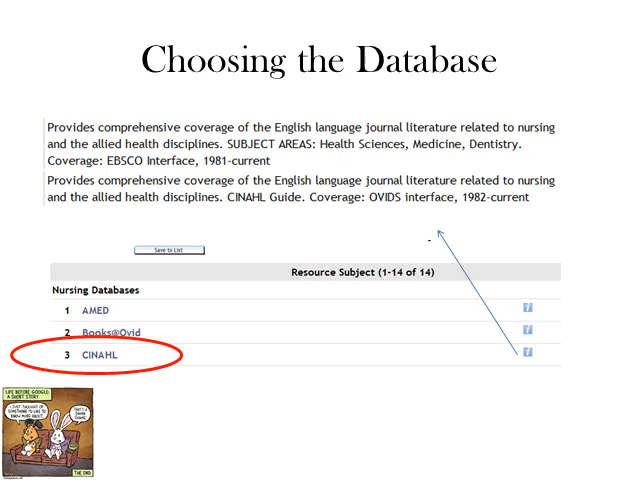 Choosing the Database
Provides comprehensive coverage of the English language journal literature related to nursing
and the allied health disciplines. SUBJECT AREAS: Health Sciences, Medicine, Dentistry.
Coverage: EBSCO Interface, 1981-current
Provides comprehensive coverage of the English language journal literature related to nursing
and the allied health disciplines. CINAHL Guide. Coverage: OVIDS interface, 1982-current
-
Save to List
Resource Subject (1-14 of 14)
Nursing Databases
1 AMED
2 Books@Ovid
3 CINAHL
LIFE BEFORE GOOGLE:
A SHORT STORY
I JUST THOUGHT OF
SOMETHING I'D LIKE TO
KNOW MORE ABOUT.
THAT'S A
DAMN
SHAME.
THE END